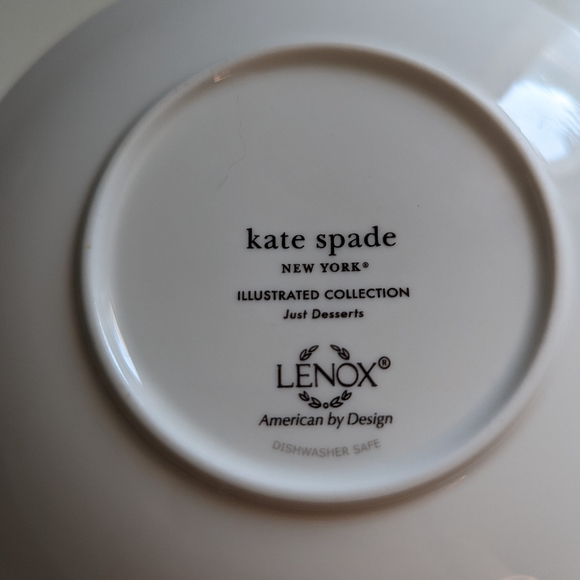 kate spade
NEW YORK®
ILLUSTRATED COLLECTION
Just Desserts
LENOX®
American by Design
DISHWASHER SAFE